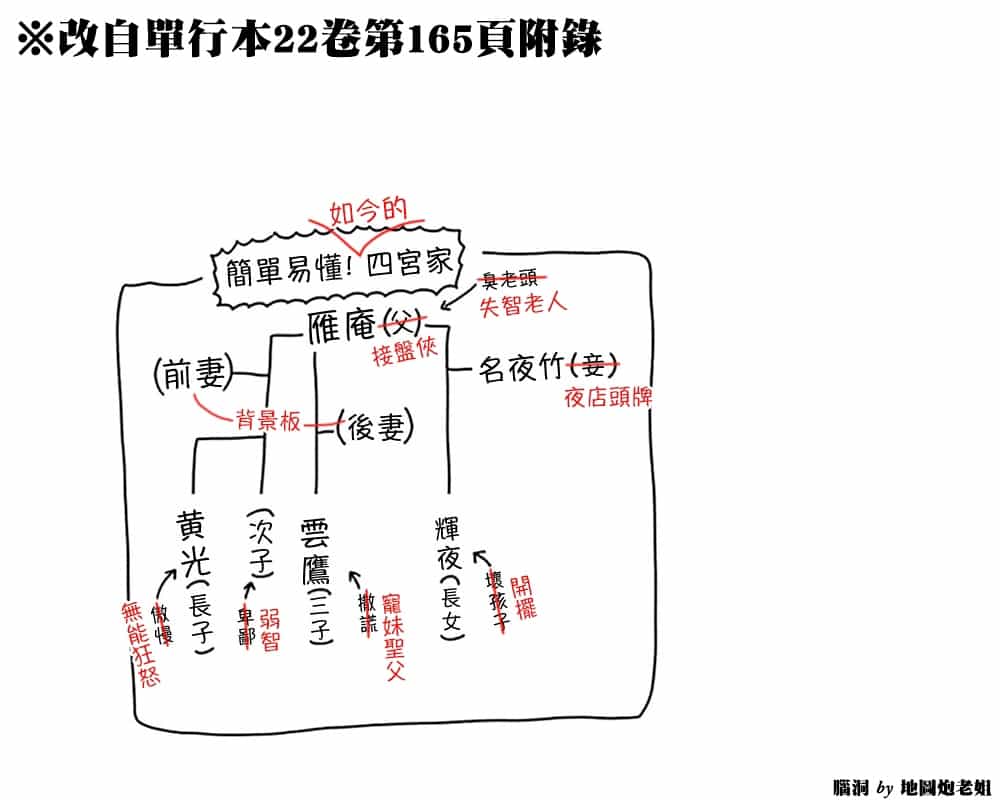 ※改自單行本22卷第165頁附錄
如今的
簡單易懂！四宮家
臭老頭
失智老人
雁庵(父)
接盤俠
(前妻)
名夜竹(妾)
夜店頭牌
背景板
(後妻)
黄光(長子)
傲慢
無能狂怒
(次子)
卑鄙
弱智
雲鷹(三子)
撒謊
寵妹聖父
輝夜(長女)
壞孩子
開擺
腦洞 by 地圖炮老姐